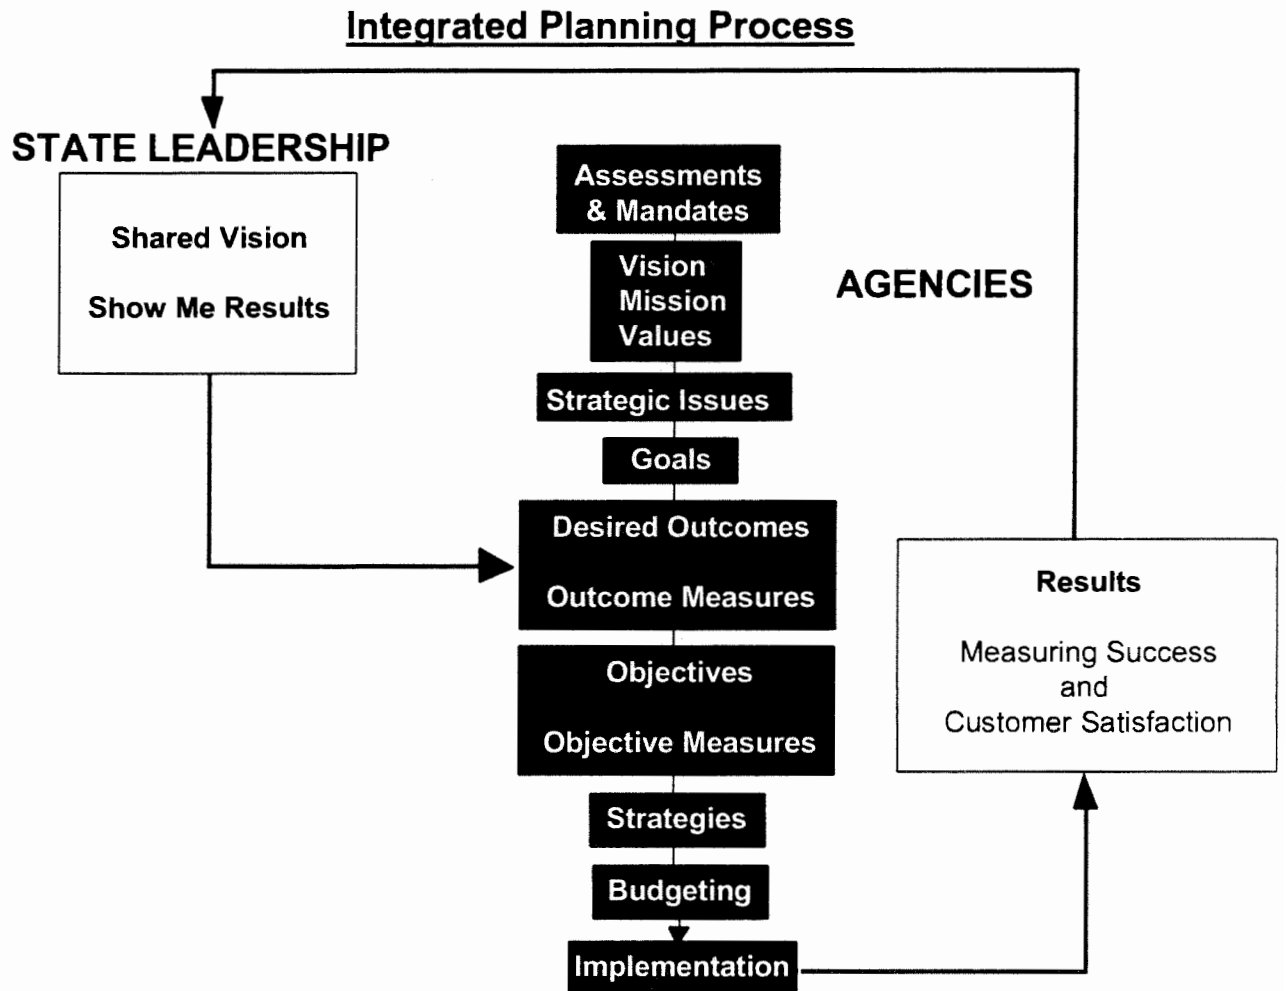 Integrated Planning Process
STATE LEADERSHIP
Shared Vision
Show Me Results
Assessments
& Mandates
Vision
Mission
Values
AGENCIES
Strategic Issues
Goals
Desired Outcomes
Outcome Measures
Objectives
Objective Measures
Strategies
Budgeting
Implementation
Results
Measuring Success
and
Customer Satisfaction